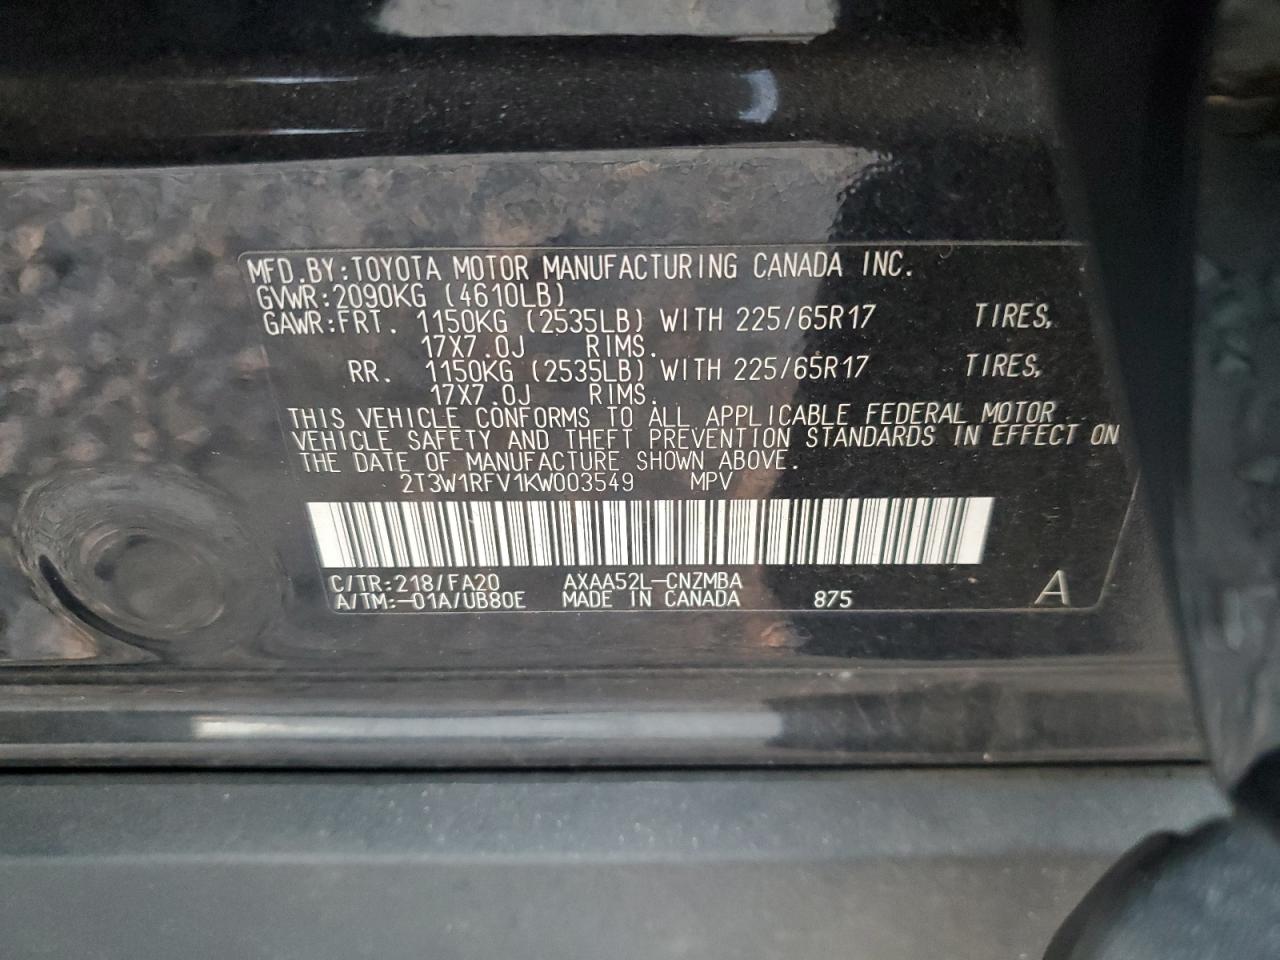 MFD.BY:TOYOTA MOTOR MANUFACTURING CANADA INC.
GVWR:2090KG (4610LB)
GAWR:FRT. 1150KG (2535LB) WITH 225/65R17 TIRES,
17X7.0J RIMS.
RR. 1150KG (2535LB) WITH 225/65R17 TIRES,
17X7.0J RIMS.
THIS VEHICLE CONFORMS TO ALL APPLICABLE FEDERAL MOTOR
VEHICLE SAFETY AND THEFT PREVENTION STANDARDS IN EFFECT ON
THE DATE OF MANUFACTURE SHOWN ABOVE.
2T3W1RFV1KW003549 MPV
C/TR:218/FA20 AXAA52L-CNZMBA
A/TM:-01A/UB80E MADE IN CANADA 875 A